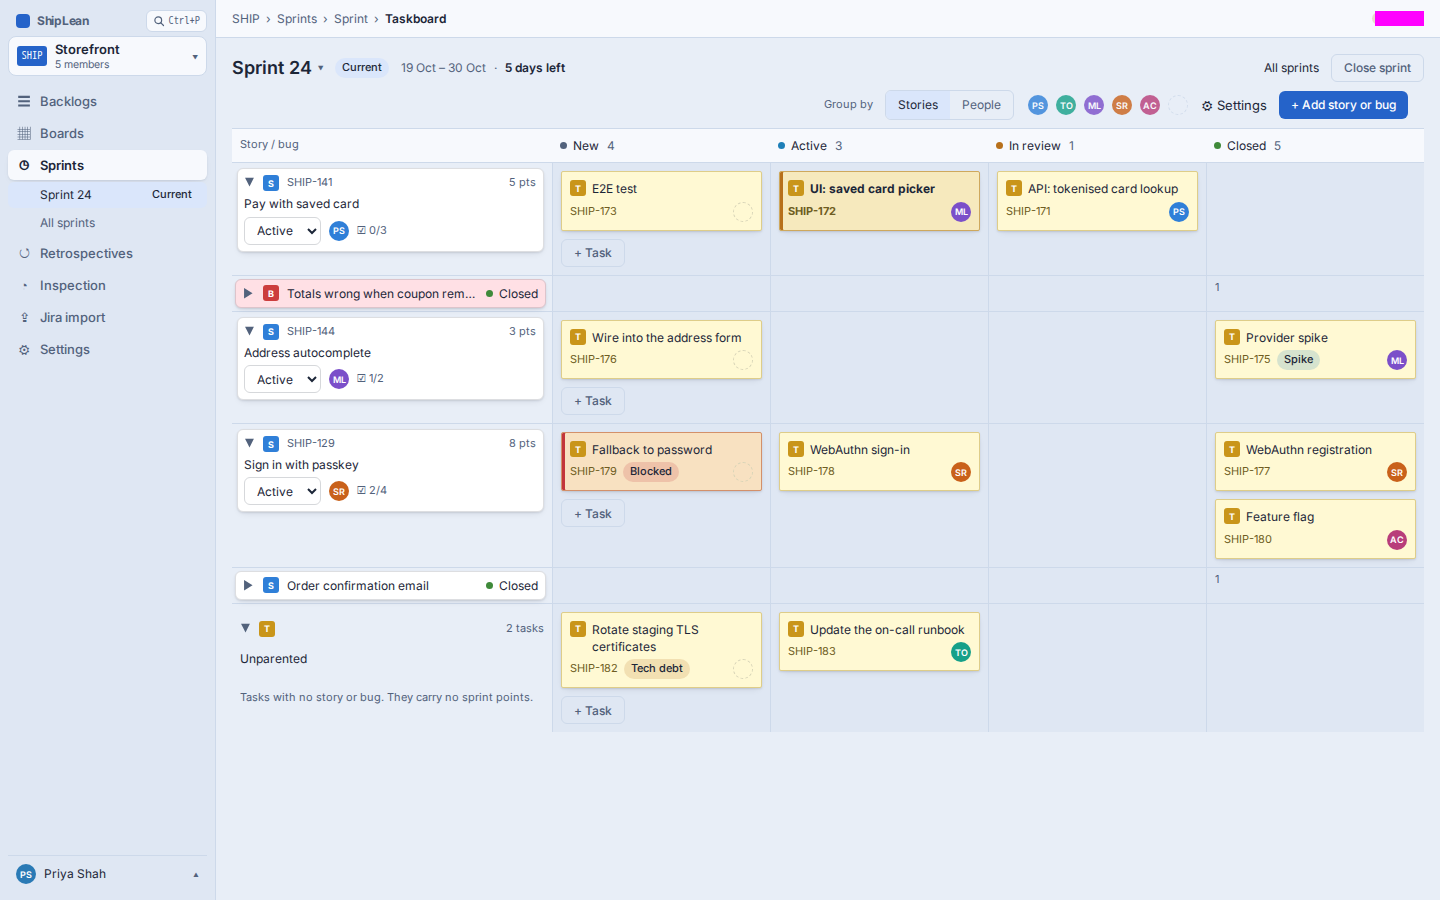 ShipLean
Ctrl+P
SHIP
Storefront
5 members
Backlogs
Boards
Sprints
Sprint 24
Current
All sprints
Retrospectives
Inspection
Jira import
Settings
PS
Priya Shah
SHIP › Sprints › Sprint › Taskboard
Sprint 24
Current
19 Oct – 30 Oct · 5 days left
All sprints
Close sprint
Group by
Stories
People
PS
TO
ML
SR
AC
Settings
+ Add story or bug
Story / bug
New 4
Active 3
In review 1
Closed 5
S SHIP-141 5 pts
Pay with saved card
Active
PS
0/3
T E2E test
SHIP-173
+ Task
T UI: saved card picker
SHIP-172
ML
T API: tokenised card lookup
SHIP-171
PS
B Totals wrong when coupon rem... Closed
1
S SHIP-144 3 pts
Address autocomplete
Active
ML
1/2
T Wire into the address form
SHIP-176
+ Task
T Provider spike
SHIP-175 Spike
ML
S SHIP-129 8 pts
Sign in with passkey
Active
SR
2/4
T Fallback to password
SHIP-179 Blocked
+ Task
T WebAuthn sign-in
SHIP-178
SR
T WebAuthn registration
SHIP-177
SR
T Feature flag
SHIP-180
AC
S Order confirmation email Closed
1
T 2 tasks
Unparented
Tasks with no story or bug. They carry no sprint points.
T Rotate staging TLS
certificates
SHIP-182 Tech debt
+ Task
T Update the on-call runbook
SHIP-183
TO